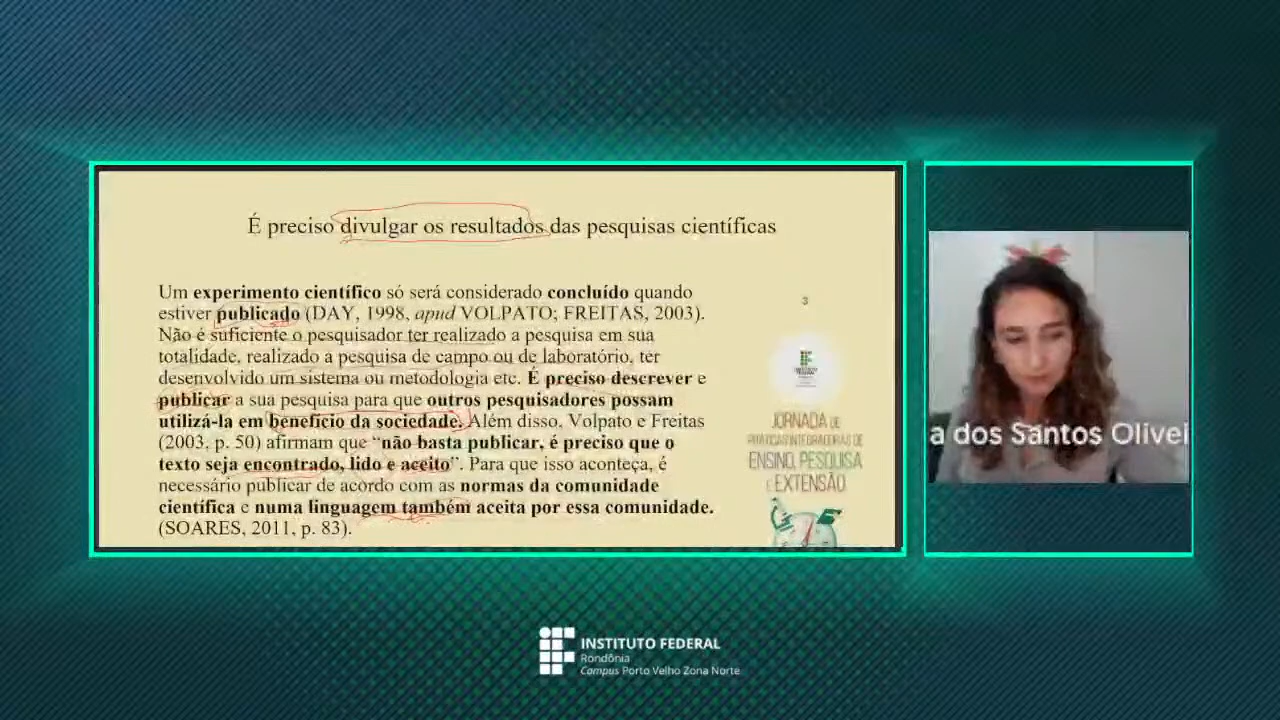 É preciso divulgar os resultados das pesquisas científicas
Um experimento científico só será considerado concluído quando
estiver publicado (DAY, 1998, apud VOLPATO; FREITAS, 2003).
Não é suficiente o pesquisador ter realizado a pesquisa em sua
totalidade, realizado a pesquisa de campo ou de laboratório, ter
desenvolvido um sistema ou metodologia etc. É preciso descrever e
publicar a sua pesquisa para que outros pesquisadores possam
utilizá-la em benefício da sociedade. Além disso, Volpato e Freitas
(2003, p. 50) afirmam que “não basta publicar, é preciso que o
texto seja encontrado, lido e aceito”. Para que isso aconteça, é
necessário publicar de acordo com as normas da comunidade
científica e numa linguagem também aceita por essa comunidade.
(SOARES, 2011, p. 83).
3
INSTITUTO FEDERAL
JORNADA DE
PRÁTICAS INTEGRADORAS DE
ENSINO, PESQUISA
E EXTENSÃO
a dos Santos Olivei
INSTITUTO FEDERAL
Rondônia
Campus Porto Velho Zona Norte